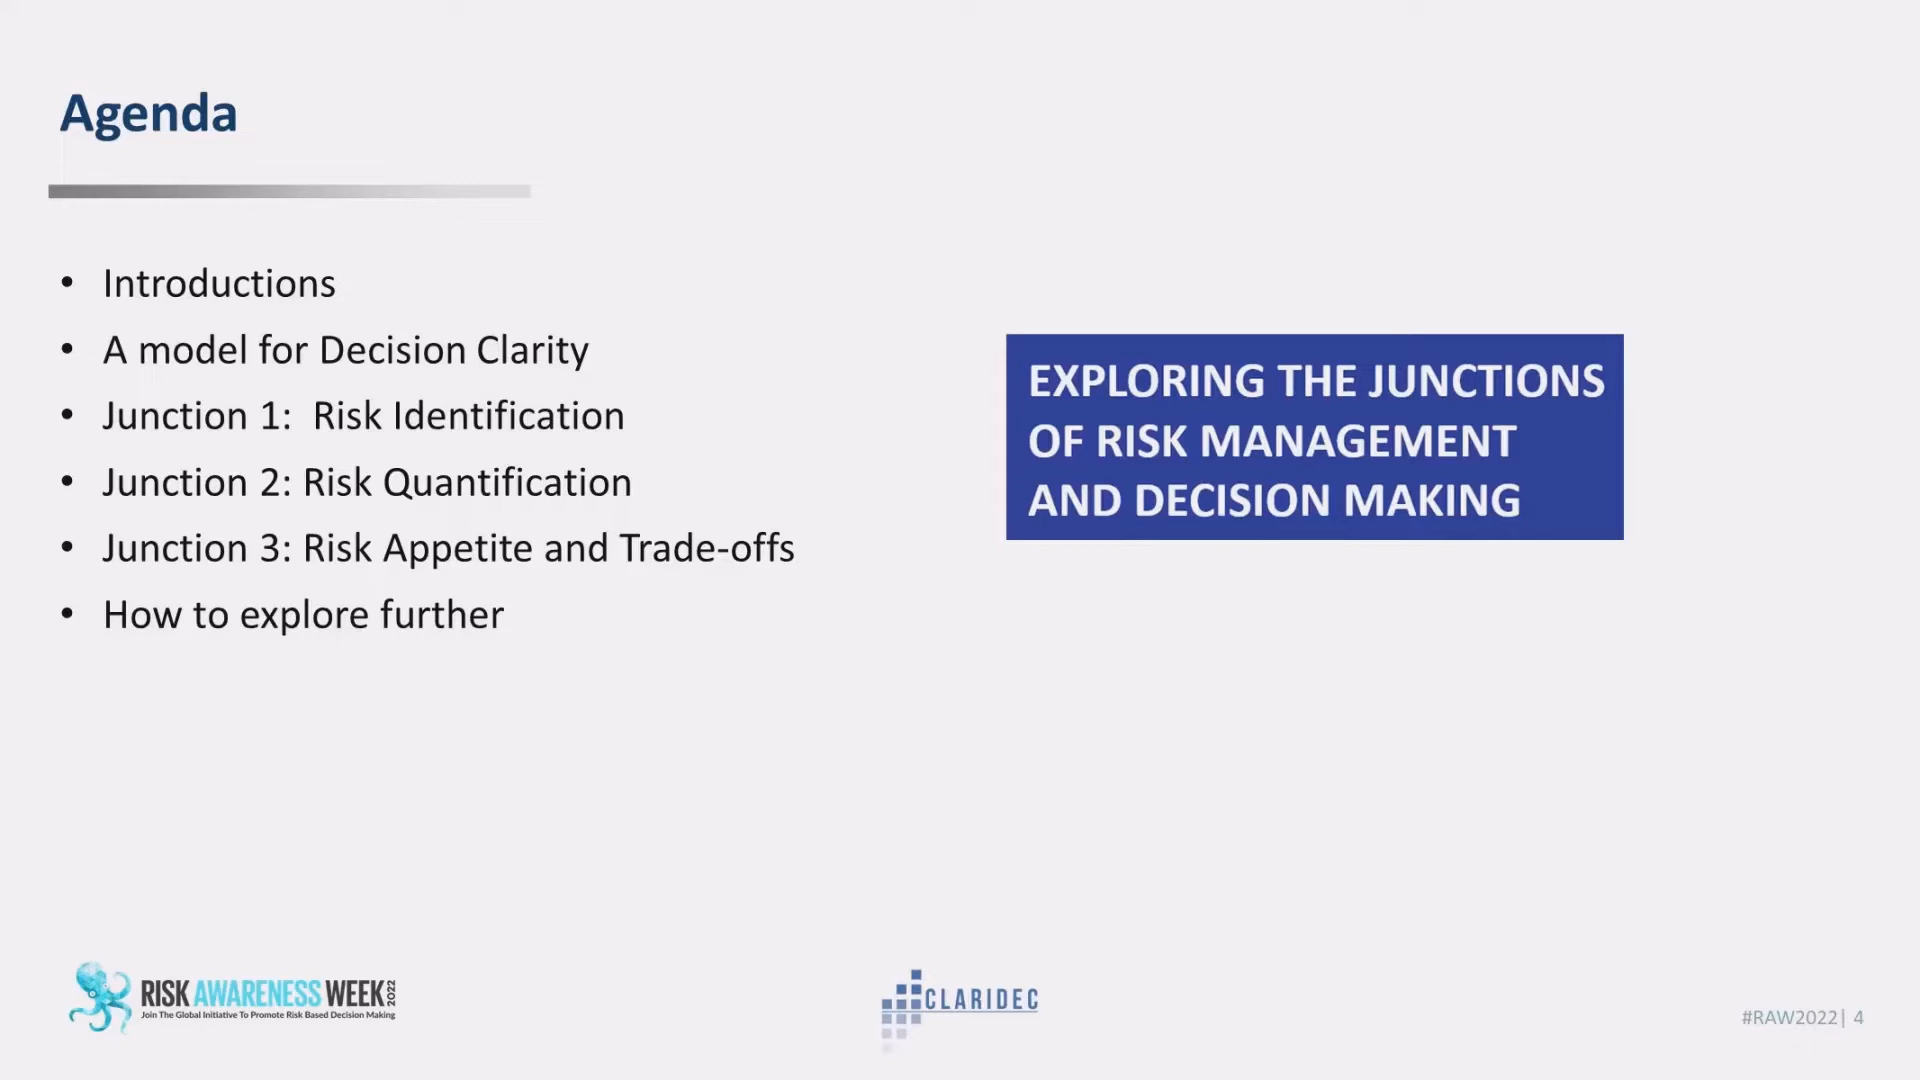 Agenda
• Introductions
• A model for Decision Clarity
• Junction 1:  Risk Identification
• Junction 2: Risk Quantification
• Junction 3: Risk Appetite and Trade-offs
• How to explore further
EXPLORING THE JUNCTIONS
OF RISK MANAGEMENT
AND DECISION MAKING
RISK AWARENESS WEEK 2022
Join The Global Initiative To Promote Risk Based Decision Making
CLARIDEC
#RAW2022| 4